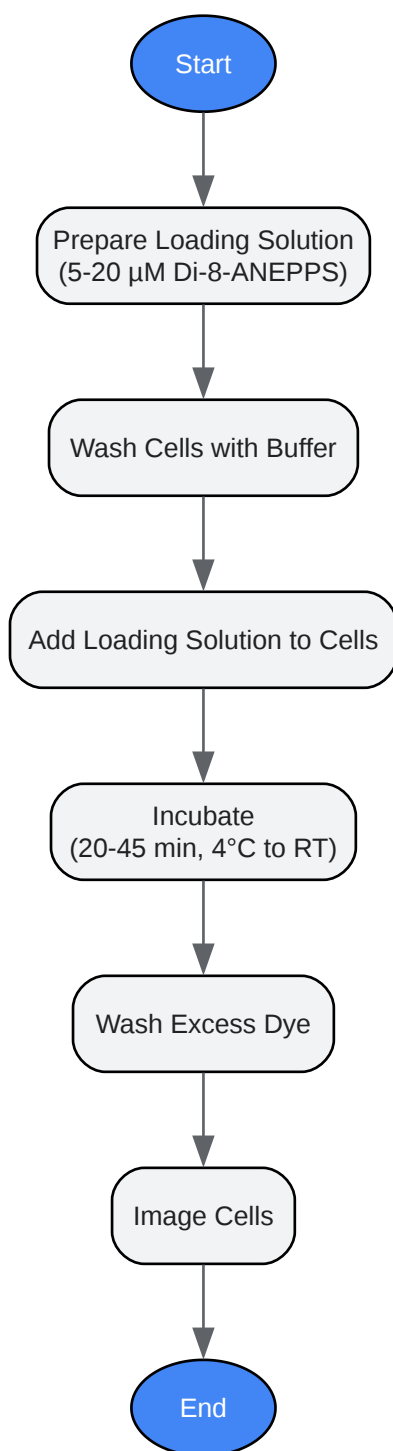 Start
Prepare Loading Solution
(5-20 µM Di-8-ANEPPS)
Wash Cells with Buffer
Add Loading Solution to Cells
Incubate
(20-45 min, 4°C to RT)
Wash Excess Dye
Image Cells
End